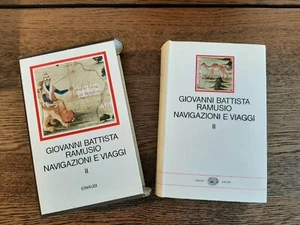 GIOVANNI BATTISTA
RAMUSIO
NAVIGAZIONI E VIAGGI
II
EINAUDI
GIOVANNI BATTISTA
RAMUSIO
NAVIGAZIONI E VIAGGI
II